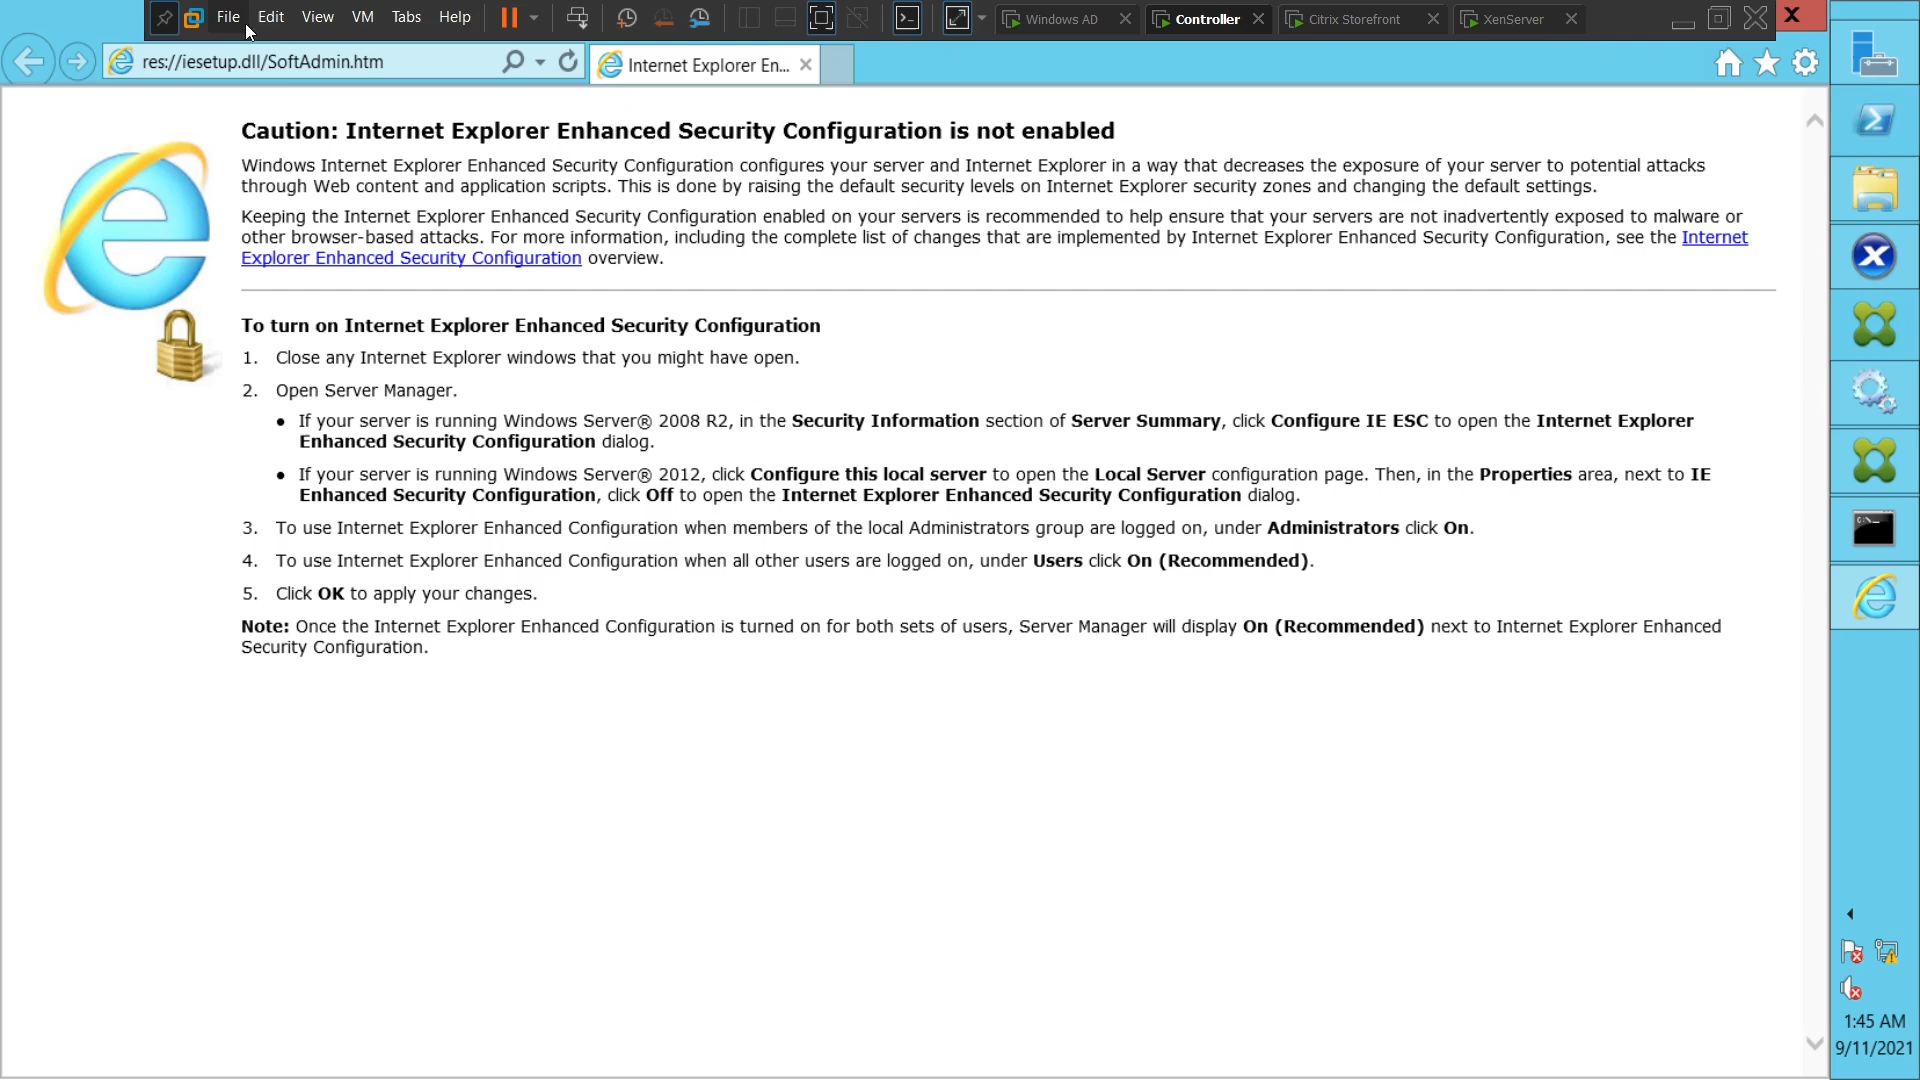 File Edit View VM Tabs Help Windows AD Controller Citrix Storefront XenServer
res://iesetup.dll/SoftAdmin.htm
Internet Explorer En...
Caution: Internet Explorer Enhanced Security Configuration is not enabled
Windows Internet Explorer Enhanced Security Configuration configures your server and Internet Explorer in a way that decreases the exposure of your server to potential attacks
through Web content and application scripts. This is done by raising the default security levels on Internet Explorer security zones and changing the default settings.
Keeping the Internet Explorer Enhanced Security Configuration enabled on your servers is recommended to help ensure that your servers are not inadvertently exposed to malware or
other browser-based attacks. For more information, including the complete list of changes that are implemented by Internet Explorer Enhanced Security Configuration, see the Internet
Explorer Enhanced Security Configuration overview.
To turn on Internet Explorer Enhanced Security Configuration
1. Close any Internet Explorer windows that you might have open.
2. Open Server Manager.
• If your server is running Windows Server® 2008 R2, in the Security Information section of Server Summary, click Configure IE ESC to open the Internet Explorer
Enhanced Security Configuration dialog.
• If your server is running Windows Server® 2012, click Configure this local server to open the Local Server configuration page. Then, in the Properties area, next to IE
Enhanced Security Configuration, click Off to open the Internet Explorer Enhanced Security Configuration dialog.
3. To use Internet Explorer Enhanced Configuration when members of the local Administrators group are logged on, under Administrators click On.
4. To use Internet Explorer Enhanced Configuration when all other users are logged on, under Users click On (Recommended).
5. Click OK to apply your changes.
Note: Once the Internet Explorer Enhanced Configuration is turned on for both sets of users, Server Manager will display On (Recommended) next to Internet Explorer Enhanced
Security Configuration.
1:45 AM
9/11/2021